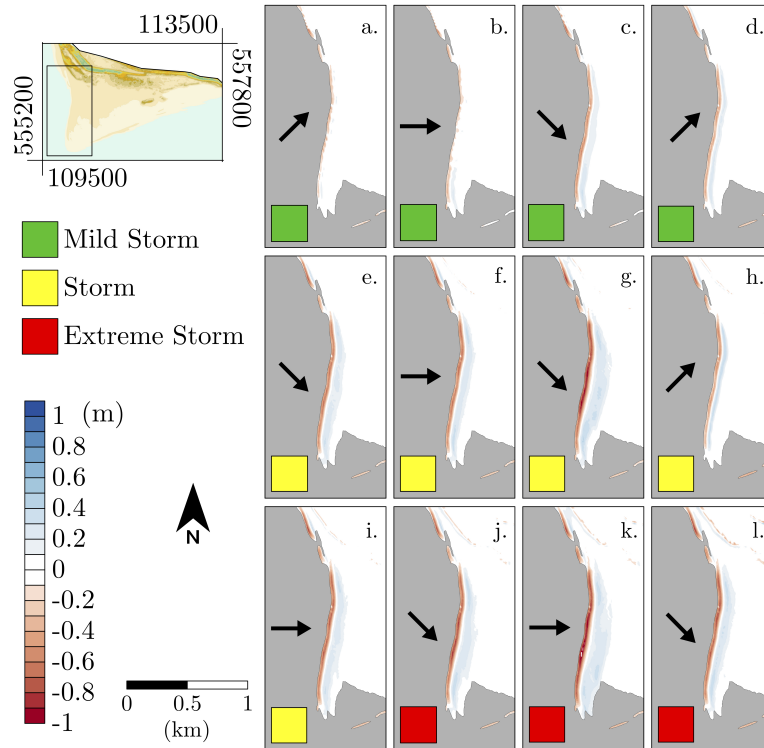 113500
555200
557800
109500
Mild Storm
Storm
Extreme Storm
1 (m)
0.8
0.6
0.4
0.2
0
-0.2
-0.4
-0.6
-0.8
-1
N
0 0.5 1
(km)
a. b. c. d.
e. f. g. h.
i. j. k. l.